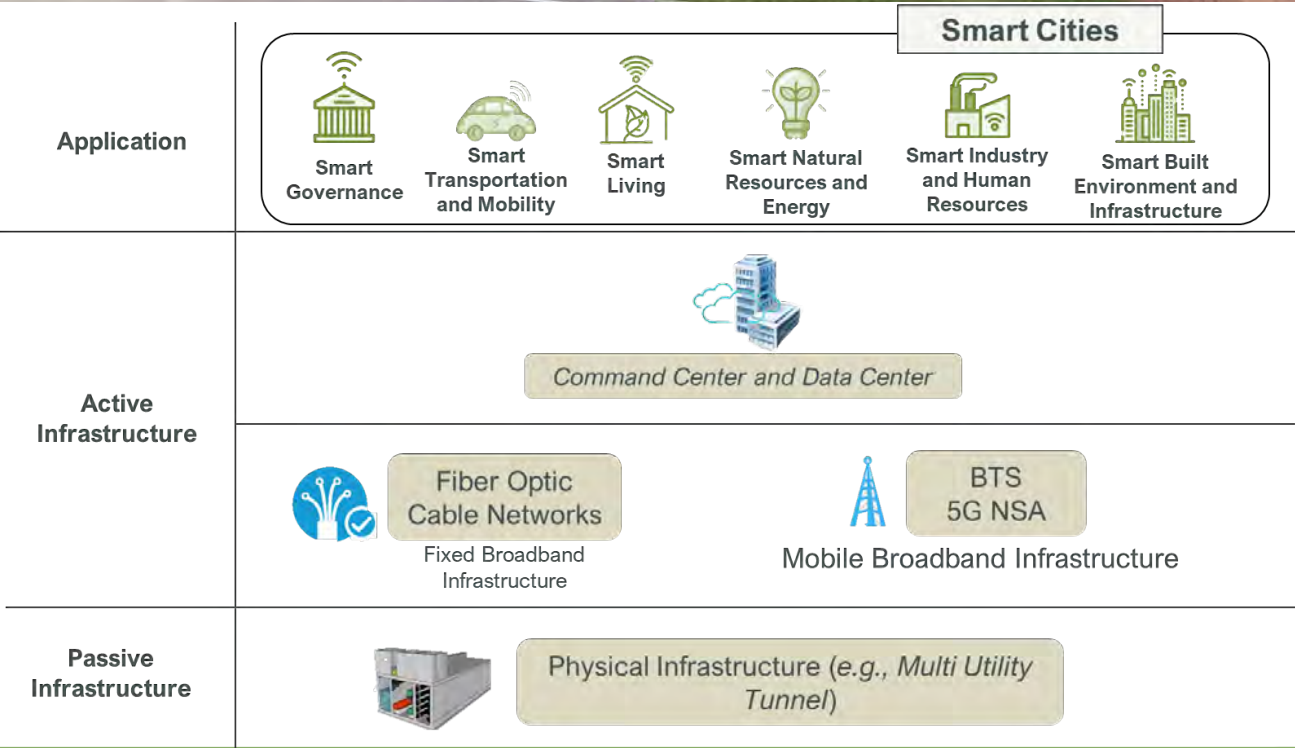 Smart Cities
Application
Smart
Governance
Smart
Transportation
and Mobility
Smart
Living
Smart Natural
Resources and
Energy
Smart Industry
and Human
Resources
Smart Built
Environment and
Infrastructure
Active
Infrastructure
Command Center and Data Center
Fiber Optic
Cable Networks
Fixed Broadband
Infrastructure
BTS
5G NSA
Mobile Broadband Infrastructure
Passive
Infrastructure
Physical Infrastructure (e.g., Multi Utility
Tunnel)